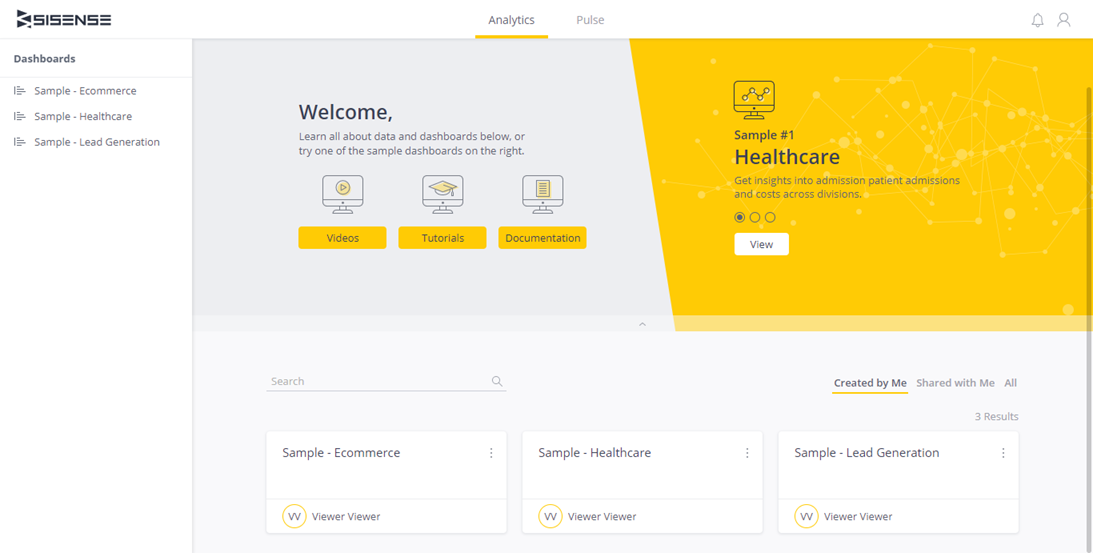 SISENSE
Analytics
Pulse
Dashboards
Sample - Ecommerce
Sample - Healthcare
Sample - Lead Generation
Welcome,
Learn all about data and dashboards below, or
try one of the sample dashboards on the right.
Videos
Tutorials
Documentation
Sample #1
Healthcare
Get insights into admission patient admissions
and costs across divisions.
View
Search
Created by Me
Shared with Me
All
3 Results
Sample - Ecommerce
VV Viewer Viewer
Sample - Healthcare
VV Viewer Viewer
Sample - Lead Generation
VV Viewer Viewer